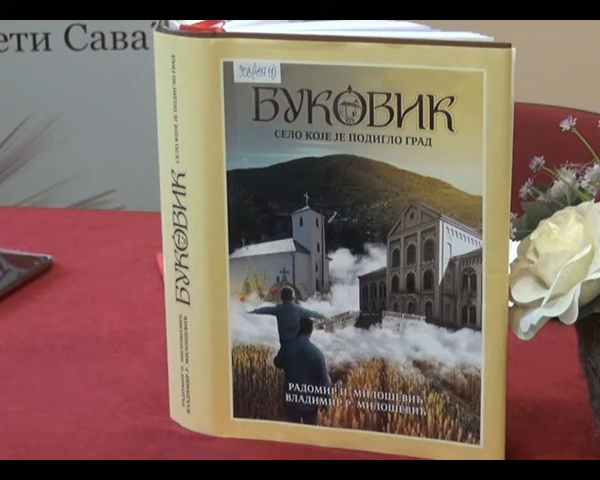 ети Сава"
908(497.11)
БУКОВИК
СЕЛО КОЈЕ ЈЕ ПОДИГЛО ГРАД
РАДОМИР П. МИЛОШЕВИЋ
ВЛАДИМИР Р. МИЛОШЕВИЋ
СЕЛО КОЈЕ ЈЕ ПОДИГЛО ГРАД
БУКОВИК
РАДОМИР П. МИЛОШЕВИЋ
ВЛАДИМИР Р. МИЛОШЕВИЋ